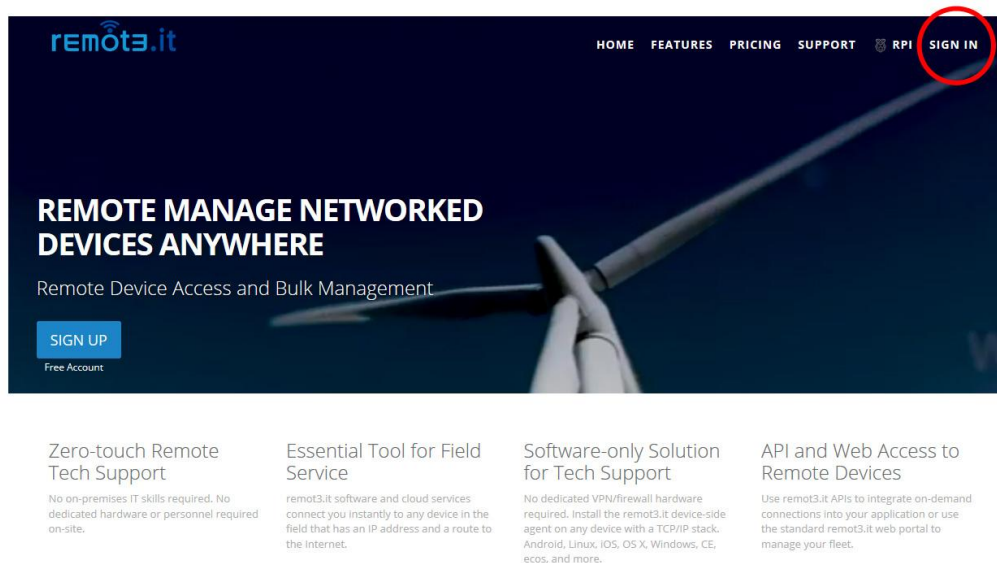 remot3.it
HOME FEATURES PRICING SUPPORT RPI SIGN IN
REMOTE MANAGE NETWORKED
DEVICES ANYWHERE
Remote Device Access and Bulk Management
SIGN UP
Free Account
Zero-touch Remote
Tech Support
No on-premises IT skills required. No
dedicated hardware or personnel required
on-site.
Essential Tool for Field
Service
remot3.it software and cloud services
connect you instantly to any device in the
field that has an IP address and a route to
the Internet.
Software-only Solution
for Tech Support
No dedicated VPN/firewall hardware
required. Install the remot3.it device-side
agent on any device with a TCP/IP stack.
Android, Linux, iOS, OS X, Windows, CE,
ecos, and more.
API and Web Access to
Remote Devices
Use remot3.it APIs to integrate on-demand
connections into your application or use
the standard remot3.it web portal to
manage your fleet.